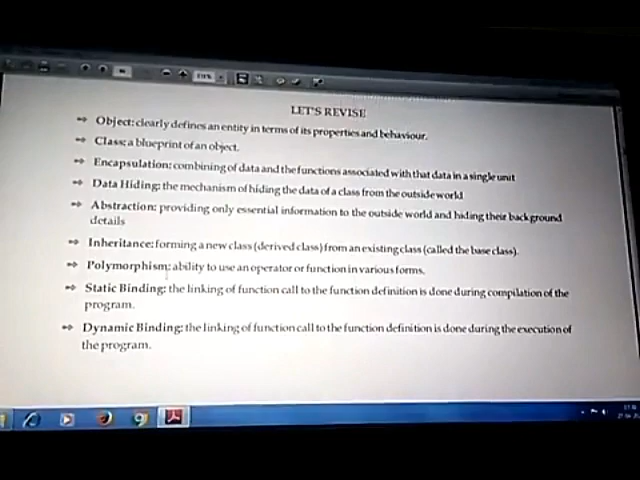 LET'S REVISE
⇨ Object: clearly defines an entity in terms of its properties and behaviour.
⇨ Class: a blueprint of an object.
⇨ Encapsulation: combining of data and the functions associated with that data in a single unit
⇨ Data Hiding: the mechanism of hiding the data of a class from the outside world
⇨ Abstraction: providing only essential information to the outside world and hiding their background
details
⇨ Inheritance: forming a new class (derived class) from an existing class (called the base class).
⇨ Polymorphism: ability to use an operator or function in various forms.
⇨ Static Binding: the linking of function call to the function definition is done during compilation of the
program.
⇨ Dynamic Binding: the linking of function call to the function definition is done during the execution of
the program.